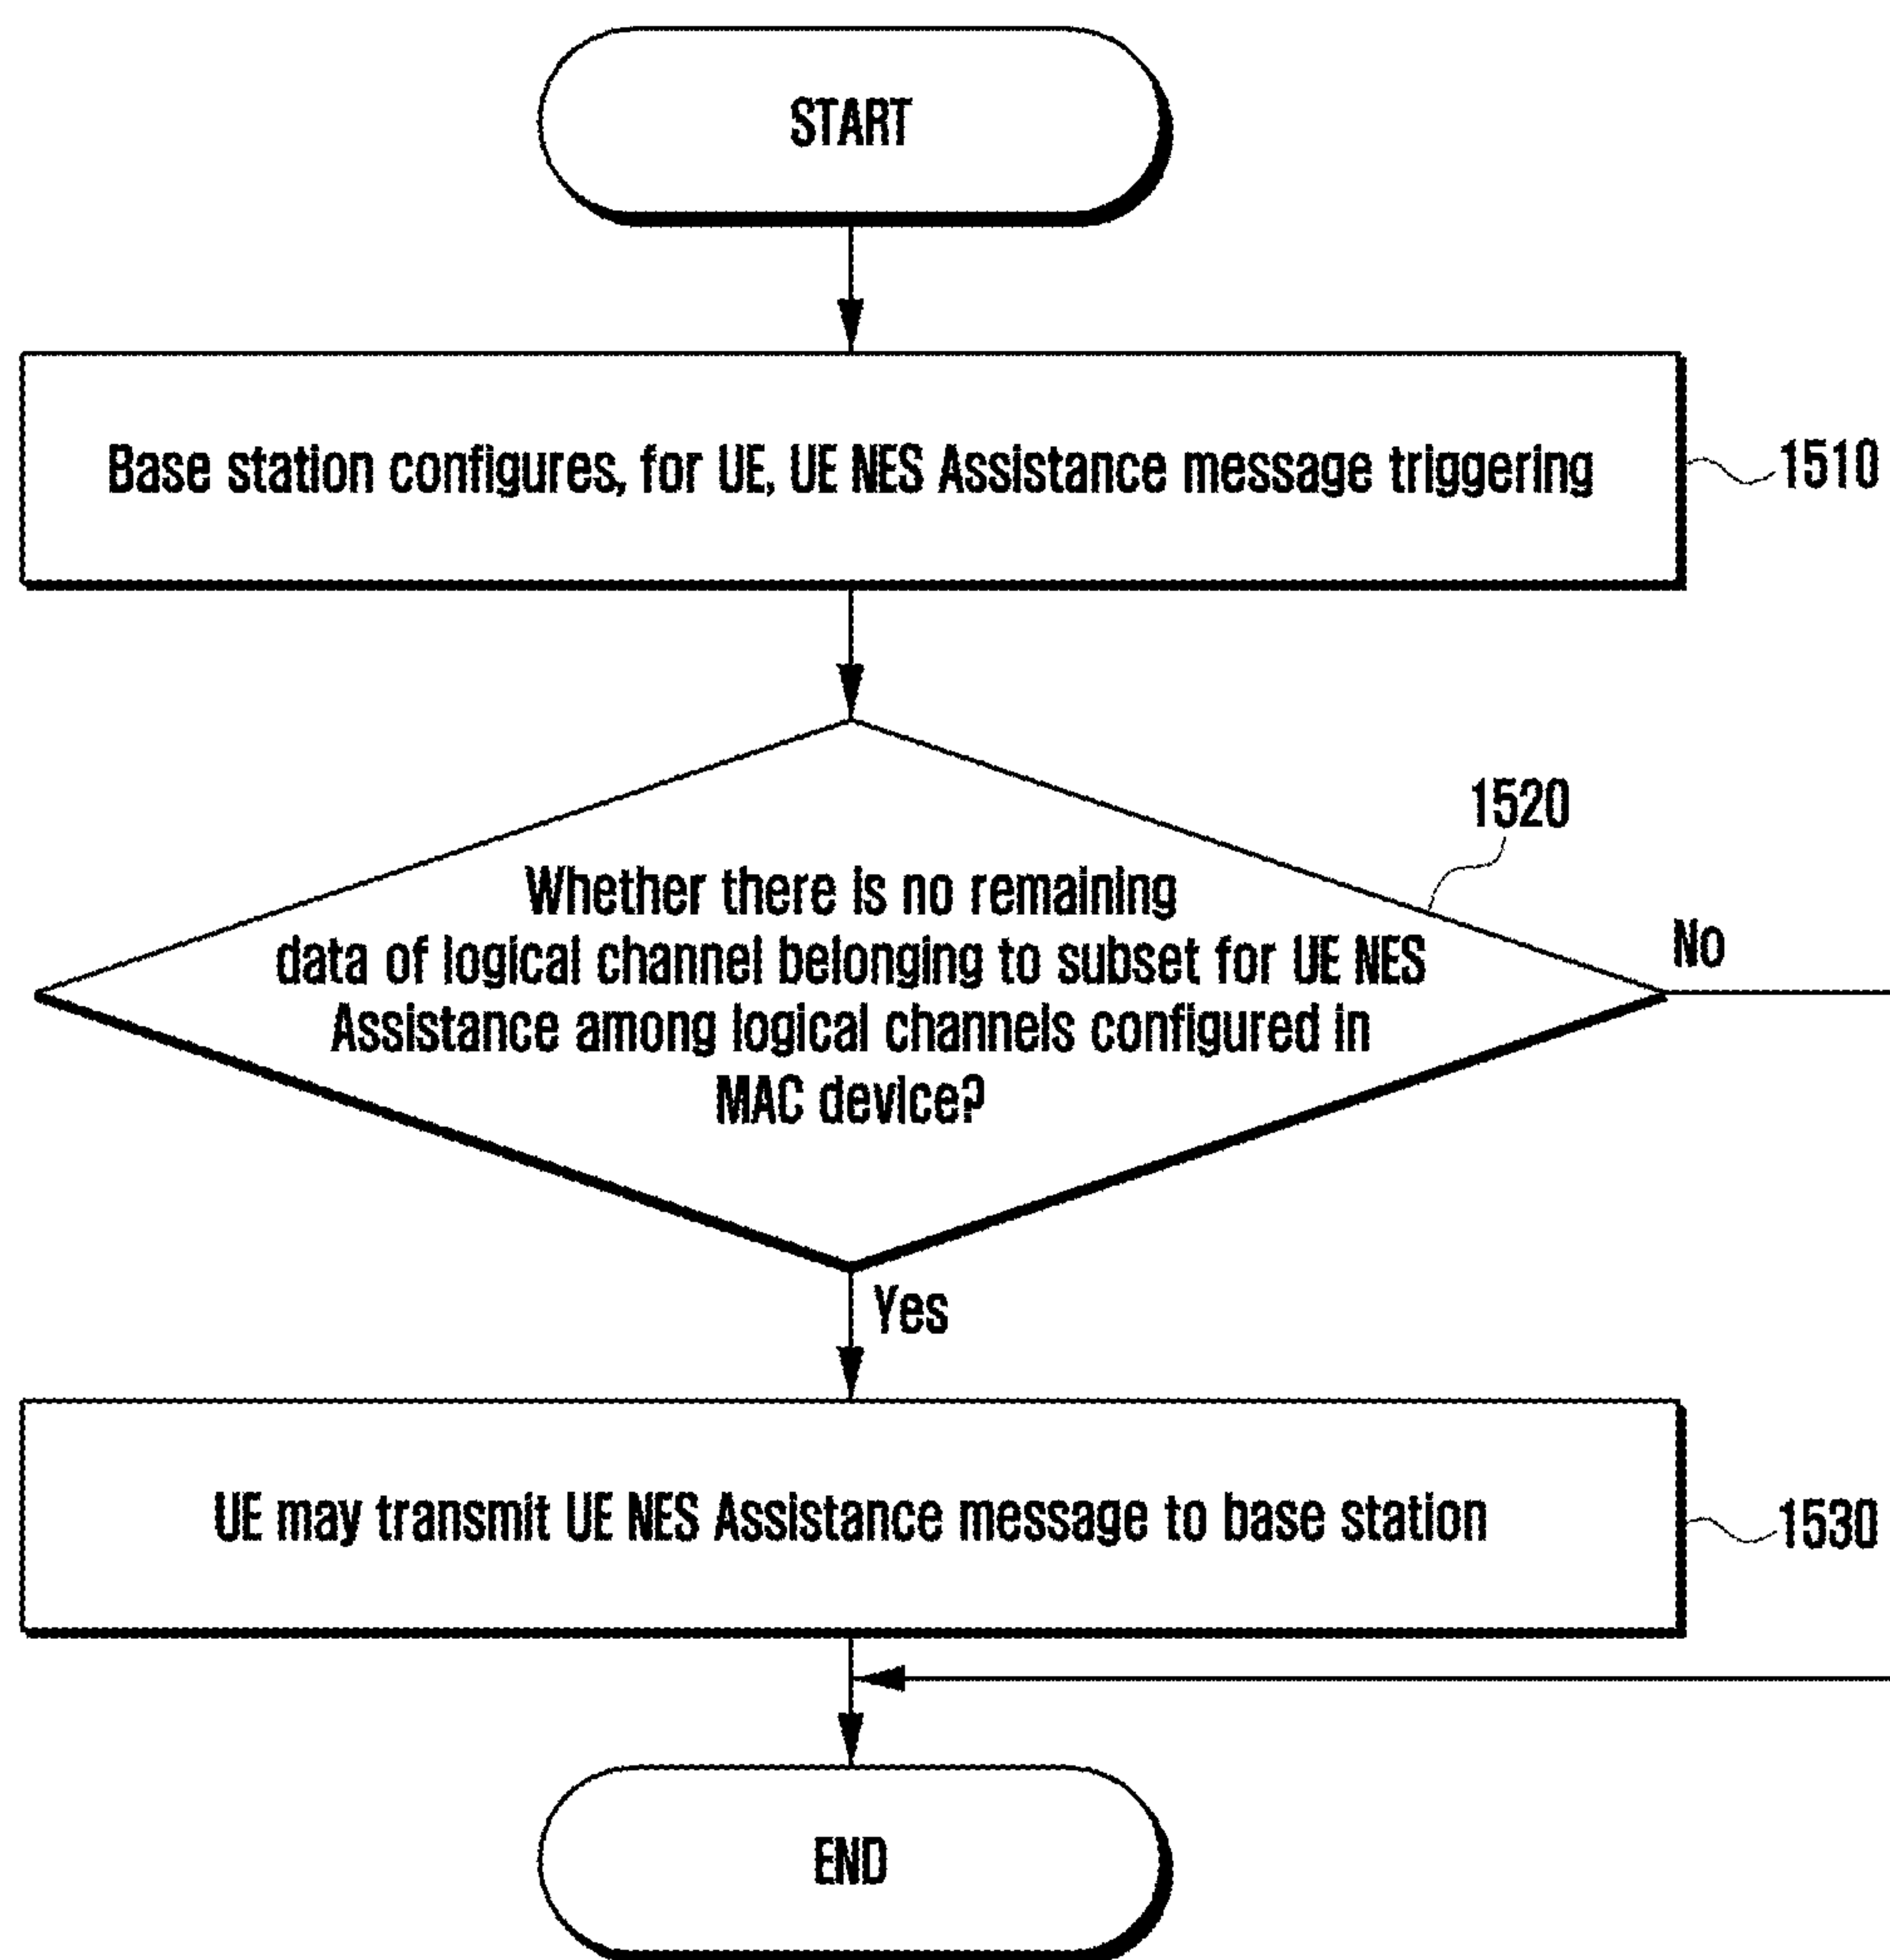 START
Base station configures, for UE, UE NES Assistance message triggering
1510
1520
Whether there is no remaining
data of logical channel belonging to subset for UE NES
Assistance among logical channels configured in
MAC device?
No
Yes
UE may transmit UE NES Assistance message to base station
1530
END